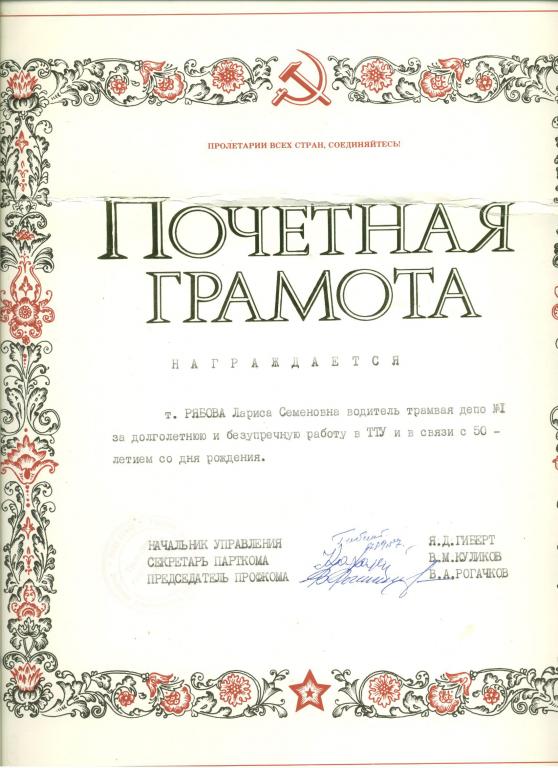 ПРОЛЕТАРИИ ВСЕХ СТРАН, СОЕДИНЯЙТЕСЬ!
ПОЧЕТНАЯ
ГРАМОТА
НАГРАЖДАЕТСЯ
т. РЯБОВА Лариса Семеновна водитель трамвая депо №I
за долголетнюю и безупречную работу в ТТУ и в связи с 50 -
летием со дня рождения.
НАЧАЛЬНИК УПРАВЛЕНИЯ Я.Д.ГИБЕРТ
СЕКРЕТАРЬ ПАРТКОМА В.М.КУЛИКОВ
ПРЕДСЕДАТЕЛЬ ПРОФКОМА В.А.РОГАЧКОВ